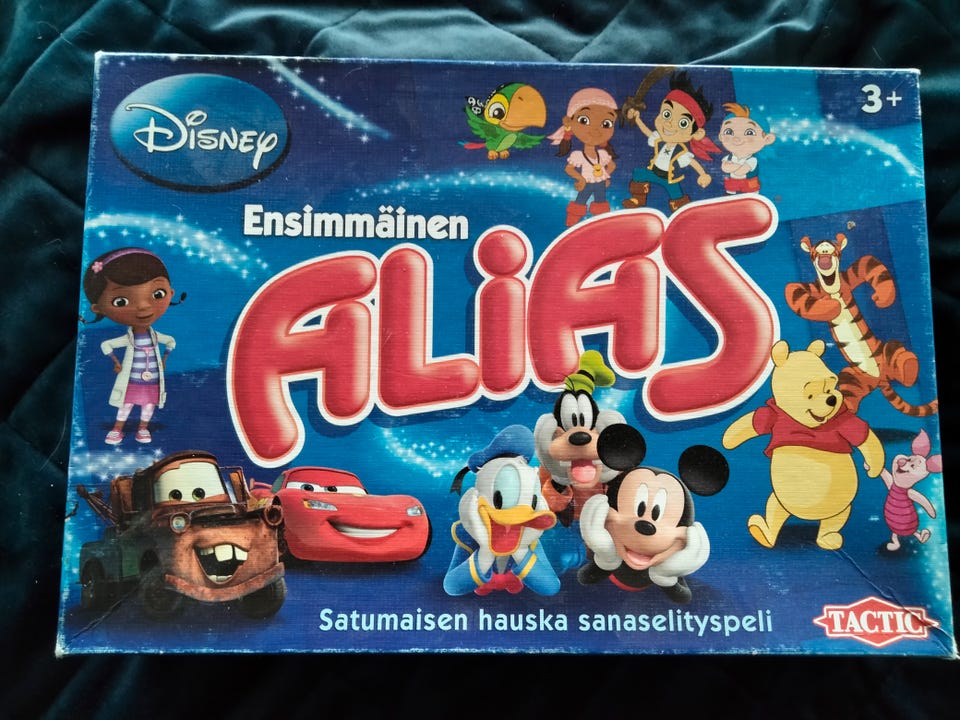 Disney
3+
Ensimmäinen
ALiAS
Satumaisen hauska sanaselityspeli
TACTIC